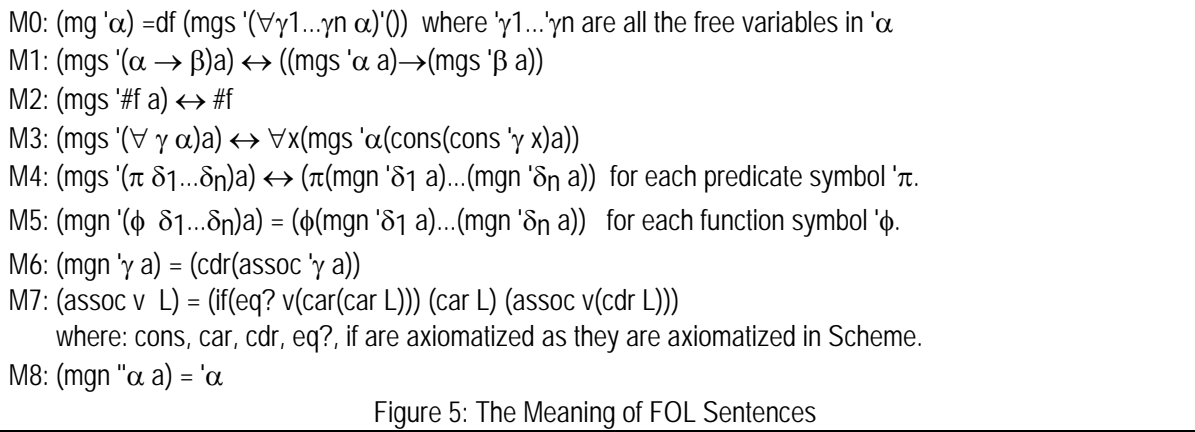 M0: (mg 'α) =df (mgs '(∀γ1...γn α)'()) where 'γ1...'γn are all the free variables in 'α
M1: (mgs '(α → β)a) ↔ ((mgs 'α a)→(mgs 'β a))
M2: (mgs '#f a) ↔ #f
M3: (mgs '(∀ γ α)a) ↔ ∀x(mgs 'α(cons(cons 'γ x)a))
M4: (mgs '(π δ1...δn)a) ↔ (π(mgn 'δ1 a)...(mgn 'δn a)) for each predicate symbol 'π.
M5: (mgn '(ϕ δ1...δn)a) = (ϕ(mgn 'δ1 a)...(mgn 'δn a)) for each function symbol 'ϕ.
M6: (mgn 'γ a) = (cdr(assoc 'γ a))
M7: (assoc v L) = (if(eq? v(car(car L))) (car L) (assoc v(cdr L)))
where: cons, car, cdr, eq?, if are axiomatized as they are axiomatized in Scheme.
M8: (mgn ''α a) = 'α
Figure 5: The Meaning of FOL Sentences